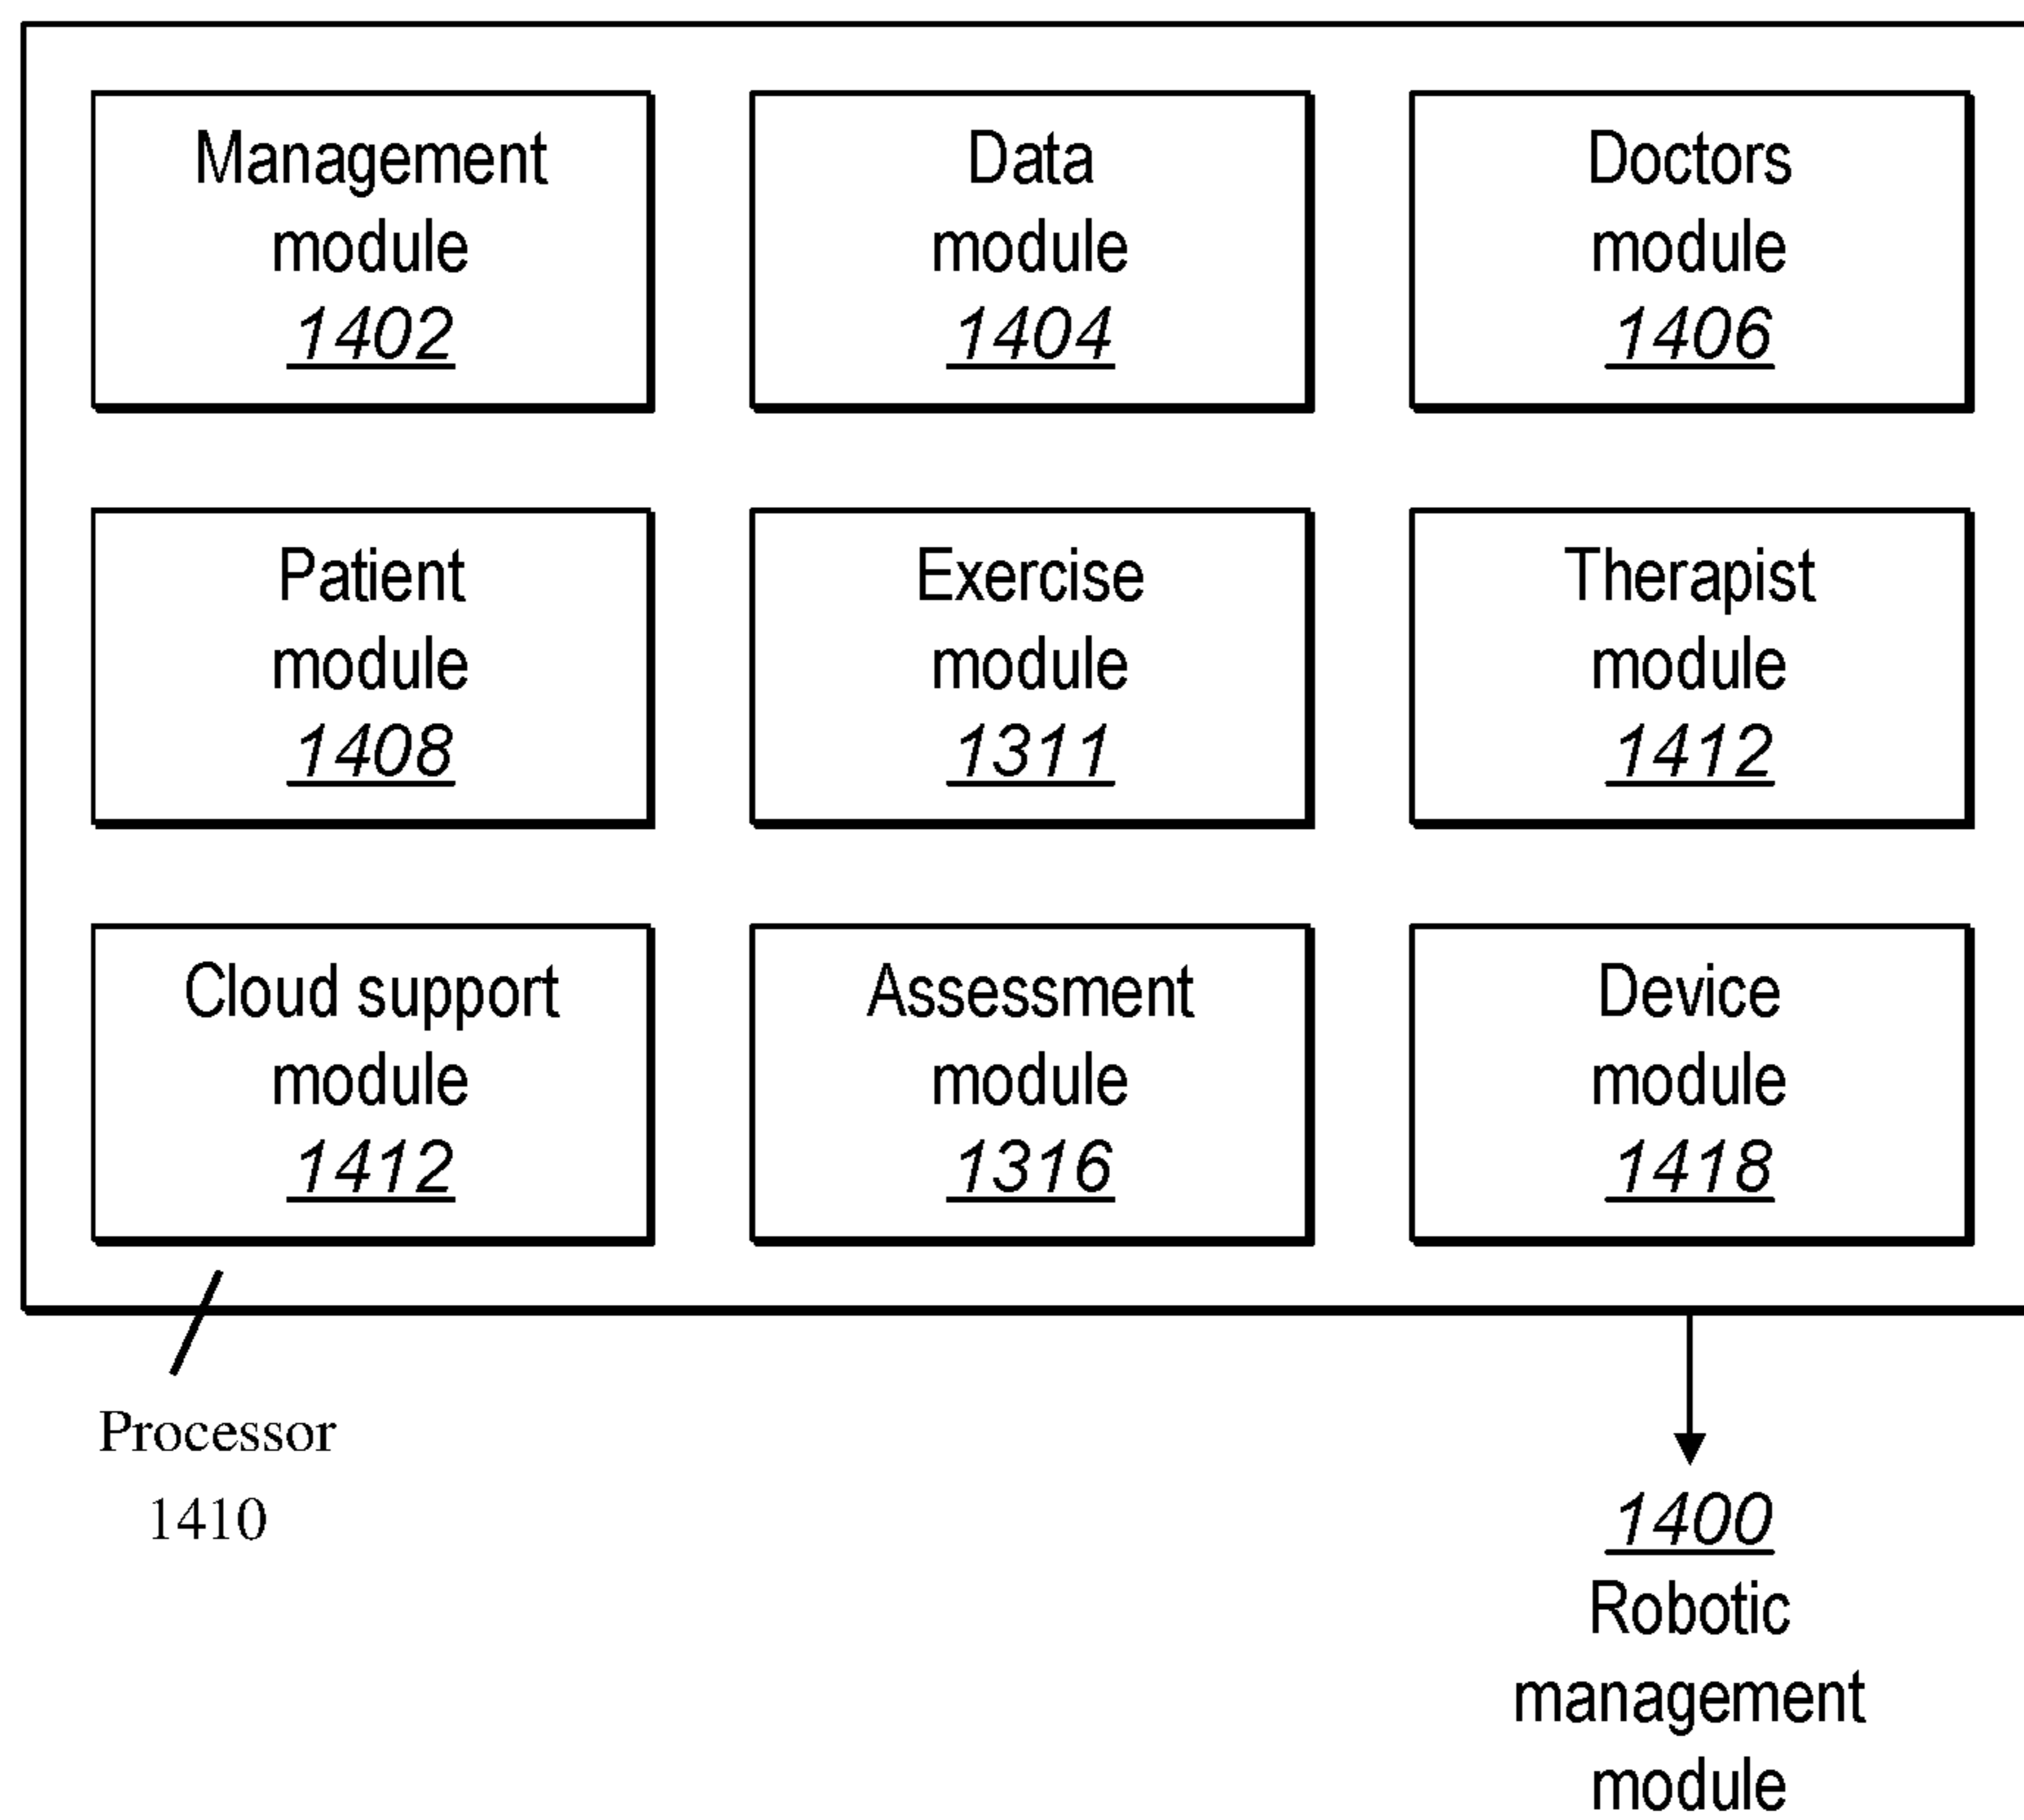 Management
module
1402
Data
module
1404
Doctors
module
1406
Patient
module
1408
Exercise
module
1311
Therapist
module
1412
Cloud support
module
1412
Assessment
module
1316
Device
module
1418
Processor
1410
1400
Robotic
management
module